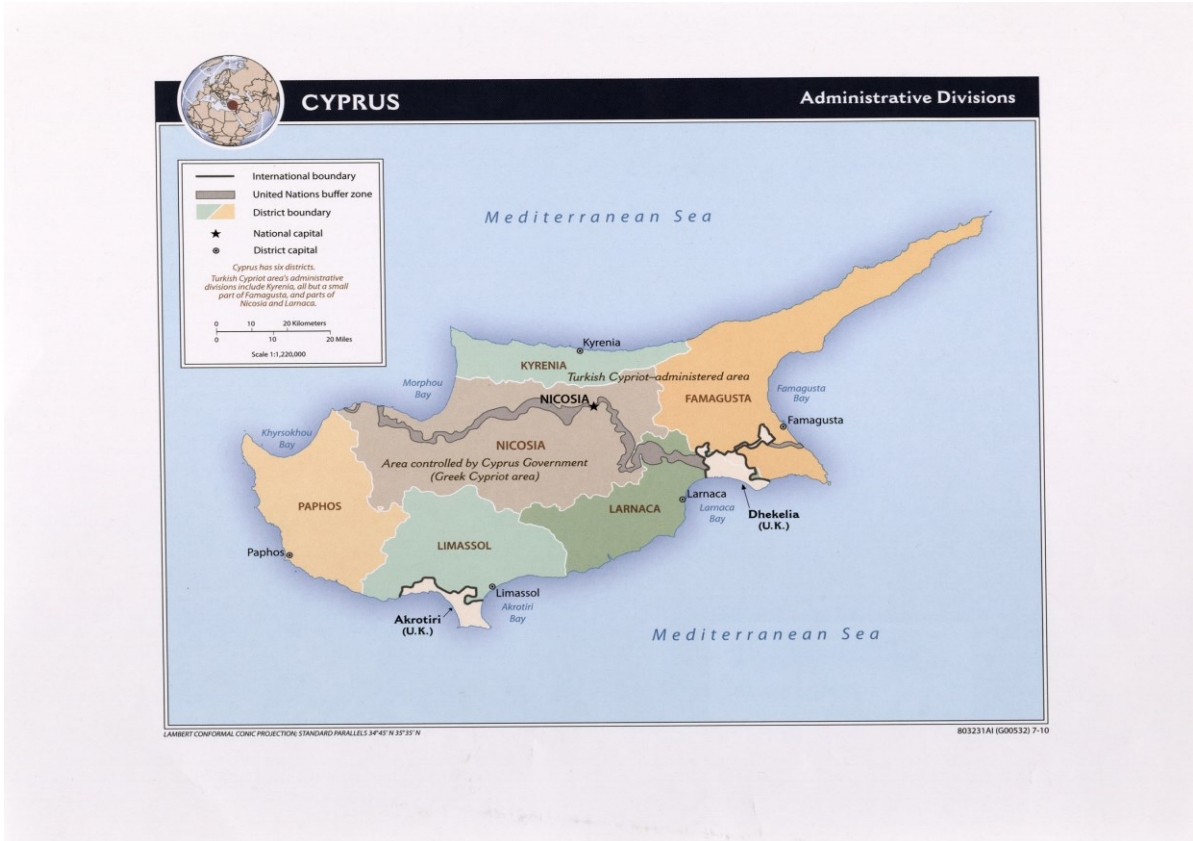 CYPRUS
Administrative Divisions
International boundary
United Nations buffer zone
District boundary
National capital
District capital
Cyprus has six districts.
Turkish Cypriot area's administrative
divisions include Kyrenia, all but a small
part of Famagusta, and parts of
Nicosia and Larnaca.
0 10 20 Kilometers
0 10 20 Miles
Scale 1:1,220,000
Mediterranean Sea
Kyrenia
KYRENIA
Turkish Cypriot–administered area
Morphou
Bay
NICOSIA
FAMAGUSTA
Famagusta
Bay
Famagusta
Khyrsokhou
Bay
NICOSIA
Area controlled by Cyprus Government
(Greek Cypriot area)
PAPHOS
LARNACA
Larnaca
Larnaca
Bay
Dhekelia
(U.K.)
LIMASSOL
Paphos
Limassol
Akrotiri
Bay
Akrotiri
(U.K.)
Mediterranean Sea
LAMBERT CONFORMAL CONIC PROJECTION; STANDARD PARALLELS 34°45' N 35°35' N
803231AI (G00532) 7-10